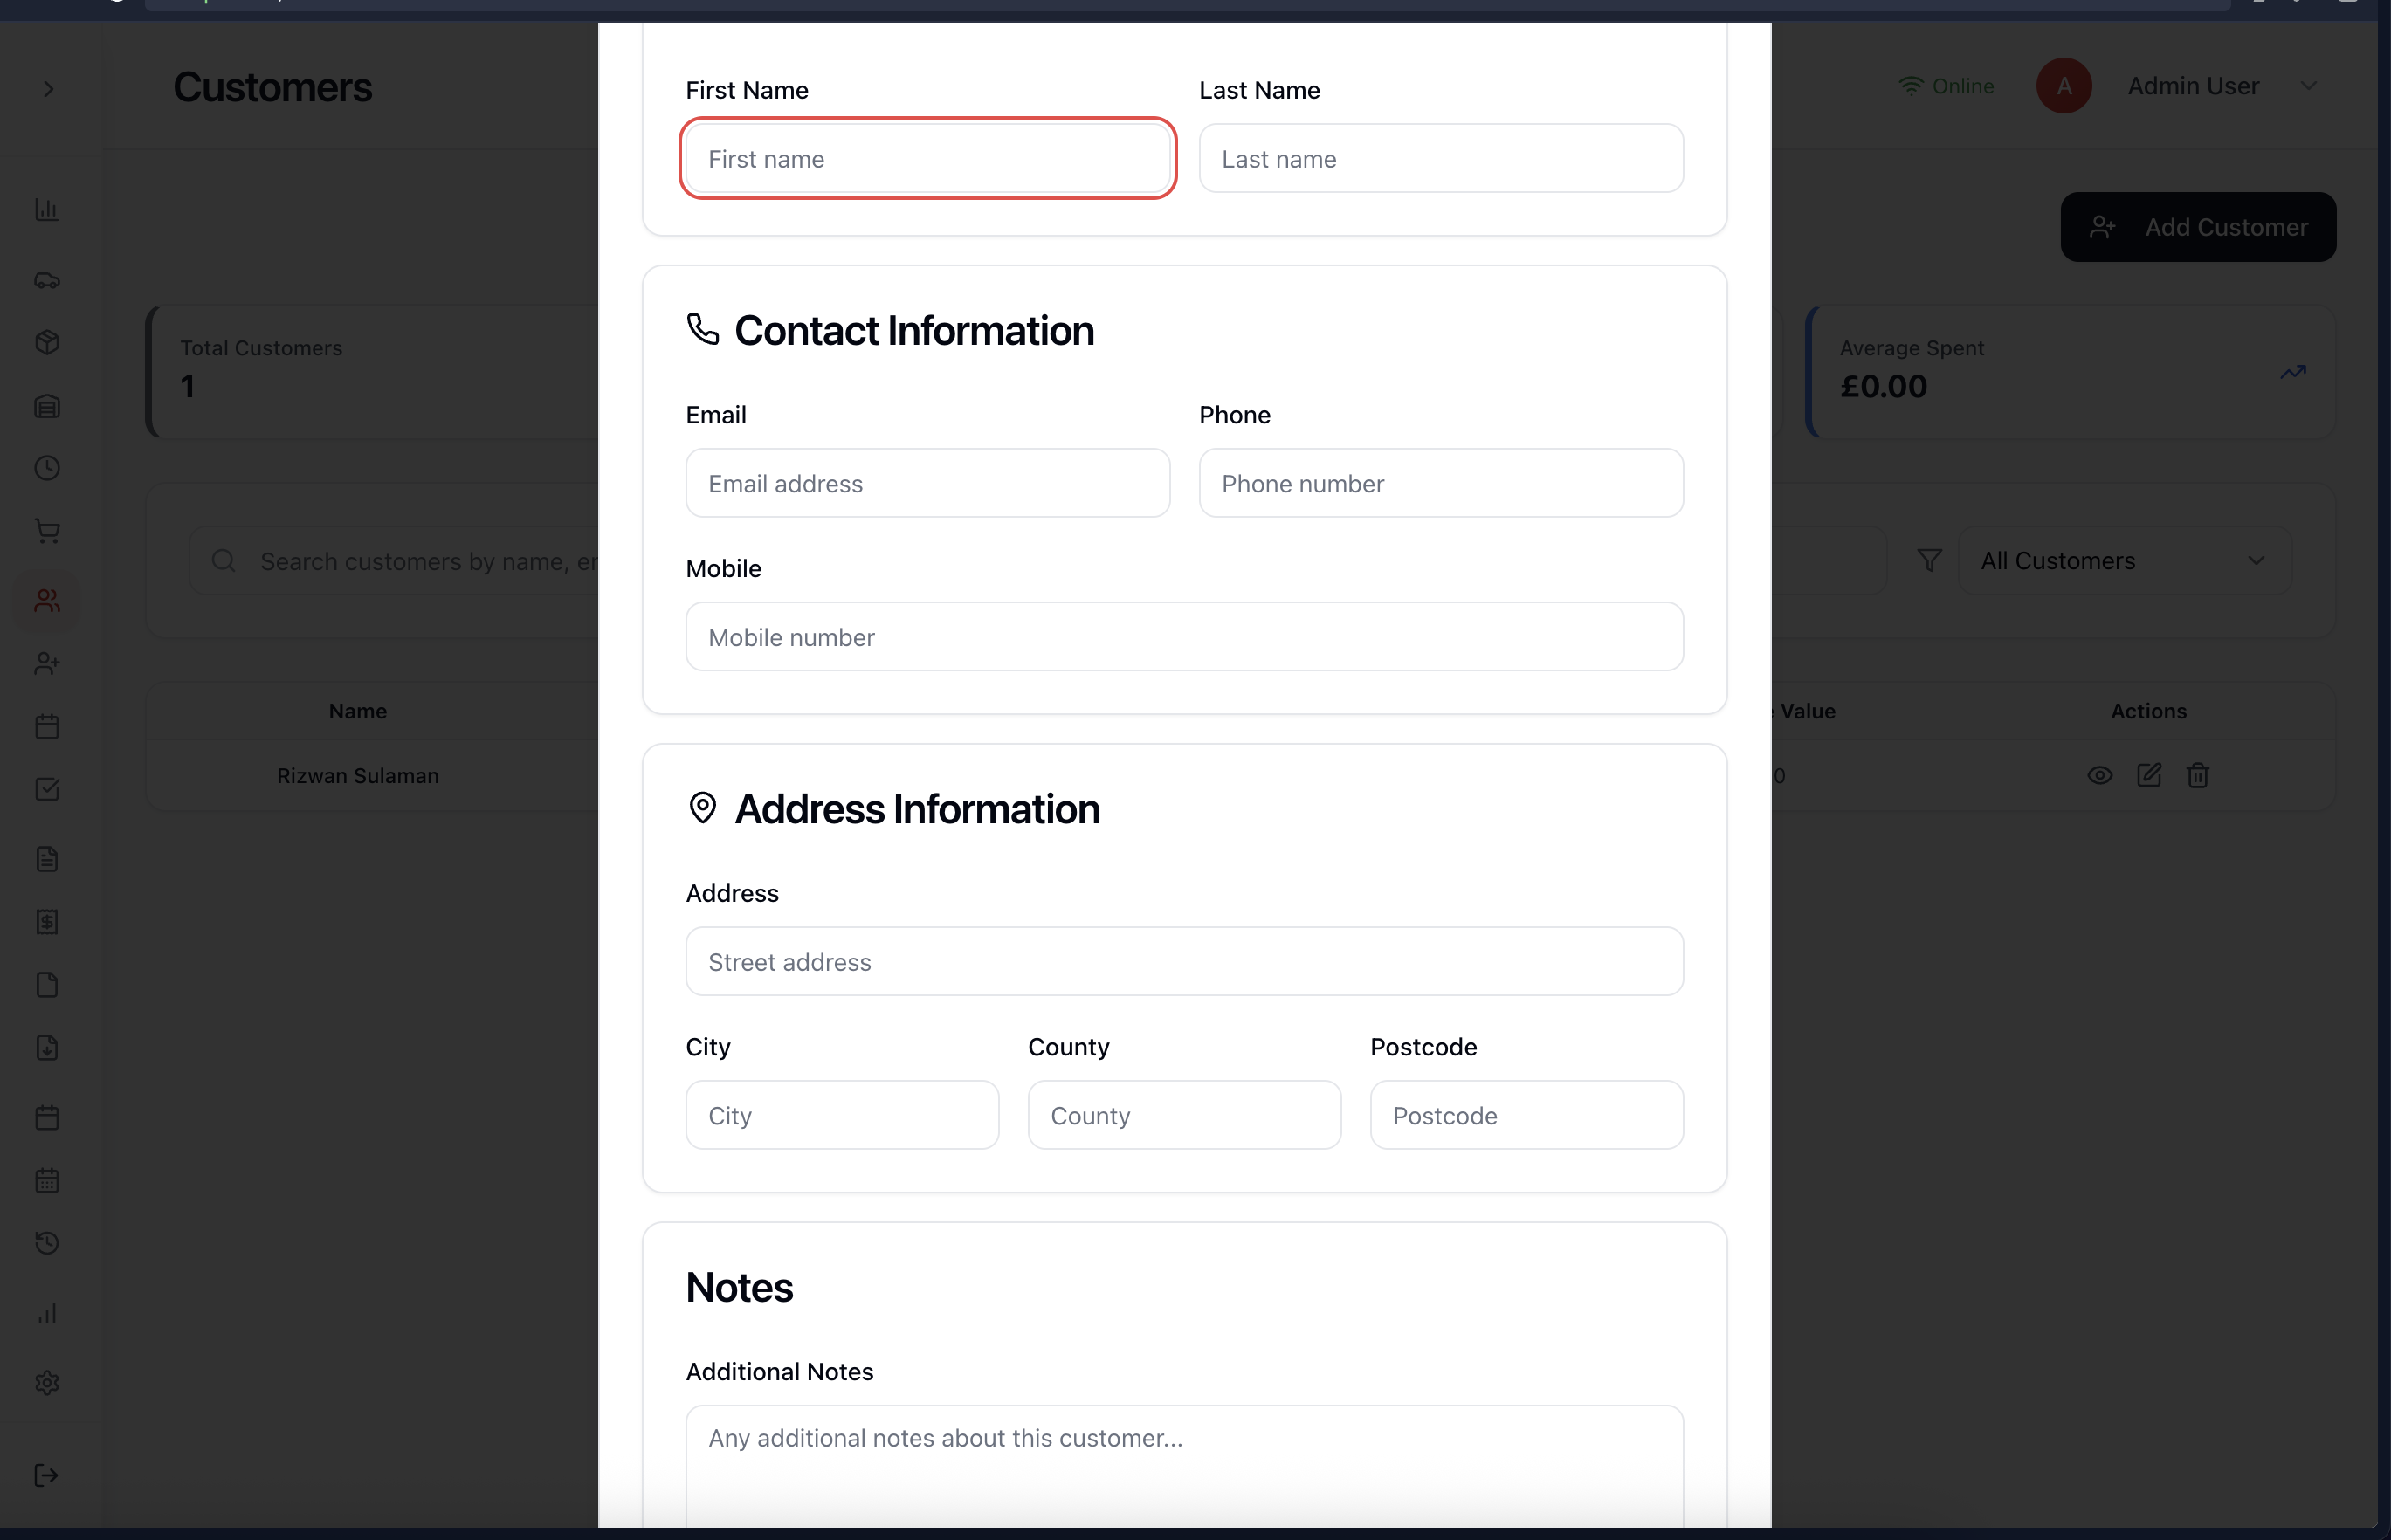 Customers
Online
A
Admin User
Add Customer
Total Customers
1
Average Spent
£0.00
Search customers by name, er
All Customers
Name
Value
Actions
Rizwan Sulaman
0
First Name
Last Name
First name
Last name
Contact Information
Email
Phone
Email address
Phone number
Mobile
Mobile number
Address Information
Address
Street address
City
County
Postcode
City
County
Postcode
Notes
Additional Notes
Any additional notes about this customer...